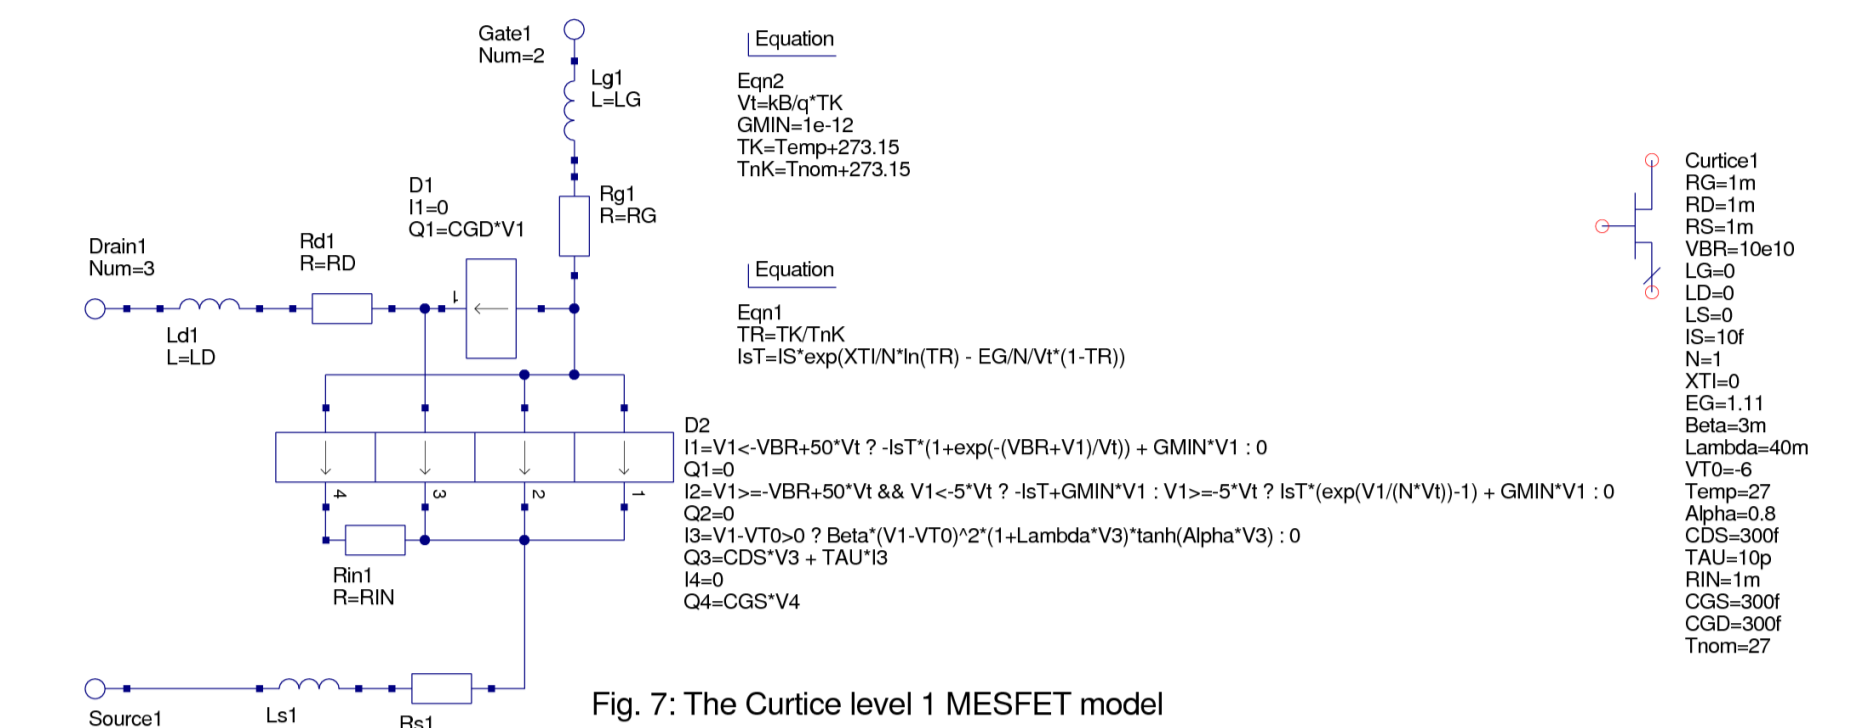 Gate1
Num=2
Lg1
L=LG
Rg1
R=RG
D1
I1=0
Q1=CGD*V1
Drain1
Num=3
Rd1
R=RD
Ld1
L=LD
1
4
3
2
1
Rin1
R=RIN
Source1
Ls1
Rs1
Equation
Eqn2
Vt=kB/q*TK
GMIN=1e-12
TK=Temp+273.15
TnK=Tnom+273.15
Equation
Eqn1
TR=TK/TnK
IsT=IS*exp(XTI/N*ln(TR) - EG/N/Vt*(1-TR))
D2
I1=V1<-VBR+50*Vt ? -IsT*(1+exp(-(VBR+V1)/Vt)) + GMIN*V1 : 0
Q1=0
I2=V1>=-VBR+50*Vt && V1<-5*Vt ? -IsT+GMIN*V1 : V1>=-5*Vt ? IsT*(exp(V1/(N*Vt))-1) + GMIN*V1 : 0
Q2=0
I3=V1-VT0>0 ? Beta*(V1-VT0)^2*(1+Lambda*V3)*tanh(Alpha*V3) : 0
Q3=CDS*V3 + TAU*I3
I4=0
Q4=CGS*V4
Curtice1
RG=1m
RD=1m
RS=1m
VBR=10e10
LG=0
LD=0
LS=0
IS=10f
N=1
XTI=0
EG=1.11
Beta=3m
Lambda=40m
VT0=-6
Temp=27
Alpha=0.8
CDS=300f
TAU=10p
RIN=1m
CGS=300f
CGD=300f
Tnom=27
Fig. 7: The Curtice level 1 MESFET model